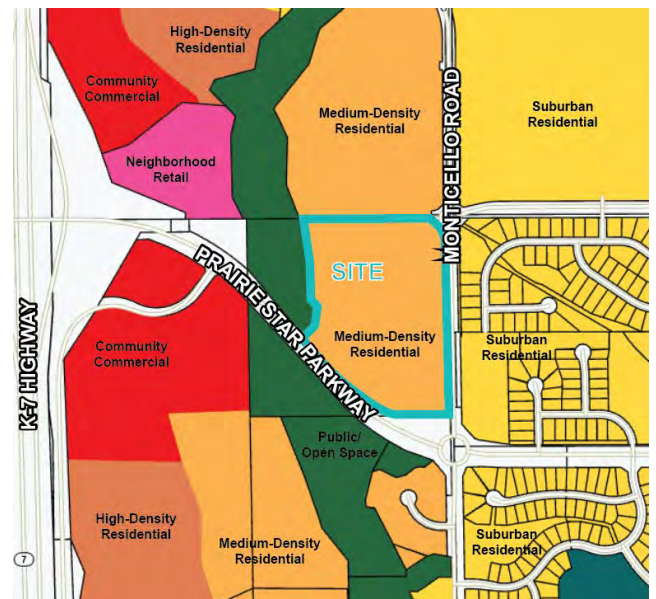 High-Density
Residential
Community
Commercial
Medium-Density
Residential
Suburban
Residential
MONTICELLO ROAD
Neighborhood
Retail
PRAIRIE STAR PARKWAY
SITE
K-7 HIGHWAY
Community
Commercial
Medium-Density
Residential
Suburban
Residential
Public/
Open Space
High-Density
Residential
Medium-Density
Residential
Suburban
Residential
7